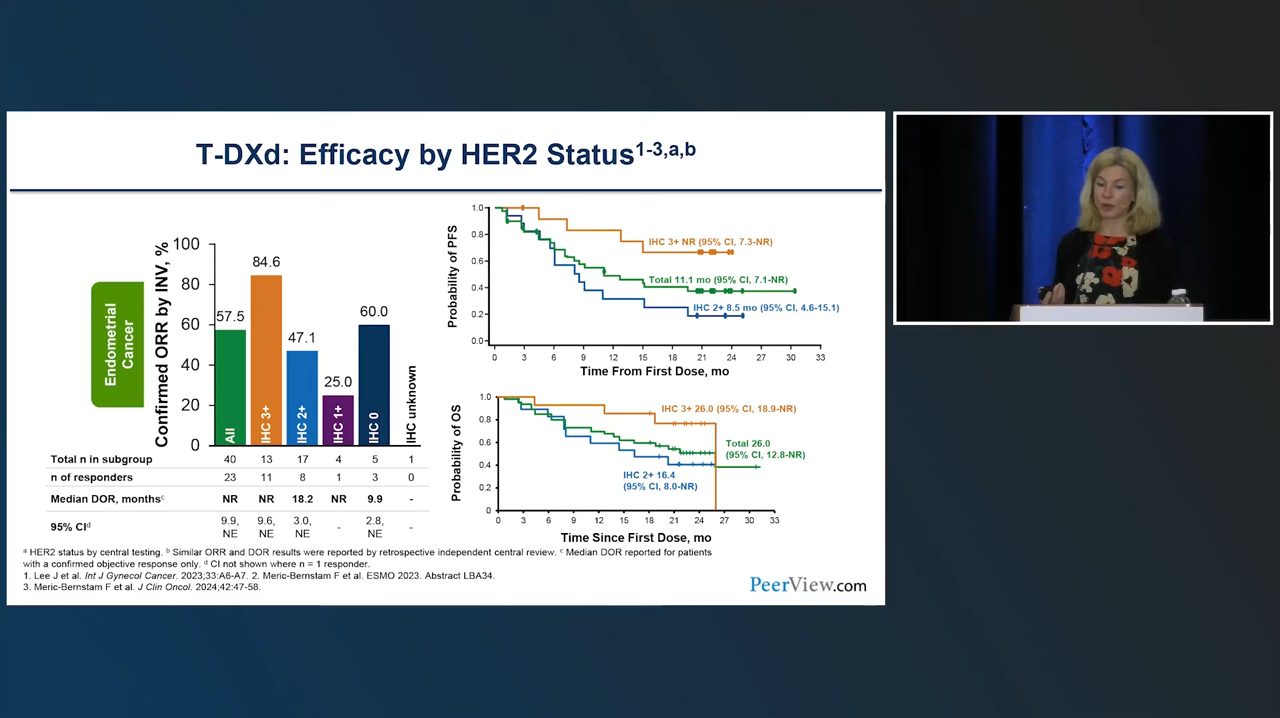 T-DXd: Efficacy by HER2 Status1-3,a,b
Endometrial
Cancer
Confirmed ORR by INV, %
100
80
60
40
20
0
57.5
84.6
47.1
25.0
60.0
All
IHC 3+
IHC 2+
IHC 1+
IHC 0
IHC unknown
Total n in subgroup 40 13 17 4 5 1
n of responders 23 11 8 1 3 0
Median DOR, monthsc NR NR 18.2 NR 9.9 -
95% CId 9.9, NE 9.6, NE 3.0, NE - 2.8, NE -
Probability of PFS
1.0
0.8
0.6
0.4
0.2
0.0
IHC 3+ NR (95% CI, 7.3-NR)
Total 11.1 mo (95% CI, 7.1-NR)
IHC 2+ 8.5 mo (95% CI, 4.6-15.1)
0 3 6 9 12 15 18 21 24 27 30 33
Time From First Dose, mo
Probability of OS
1.0
0.8
0.6
0.4
0.2
0
IHC 3+ 26.0 (95% CI, 18.9-NR)
Total 26.0
(95% CI, 12.8-NR)
IHC 2+ 16.4
(95% CI, 8.0-NR)
0 3 6 9 12 15 18 21 24 27 30 33
Time Since First Dose, mo
a HER2 status by central testing. b Similar ORR and DOR results were reported by retrospective independent central review. c Median DOR reported for patients
with a confirmed objective response only. d CI not shown where n = 1 responder.
1. Lee J et al. Int J Gynecol Cancer. 2023;33:A6-A7. 2. Meric-Bernstam F et al. ESMO 2023. Abstract LBA34.
3. Meric-Bernstam F et al. J Clin Oncol. 2024;42:47-58.
PeerView.com